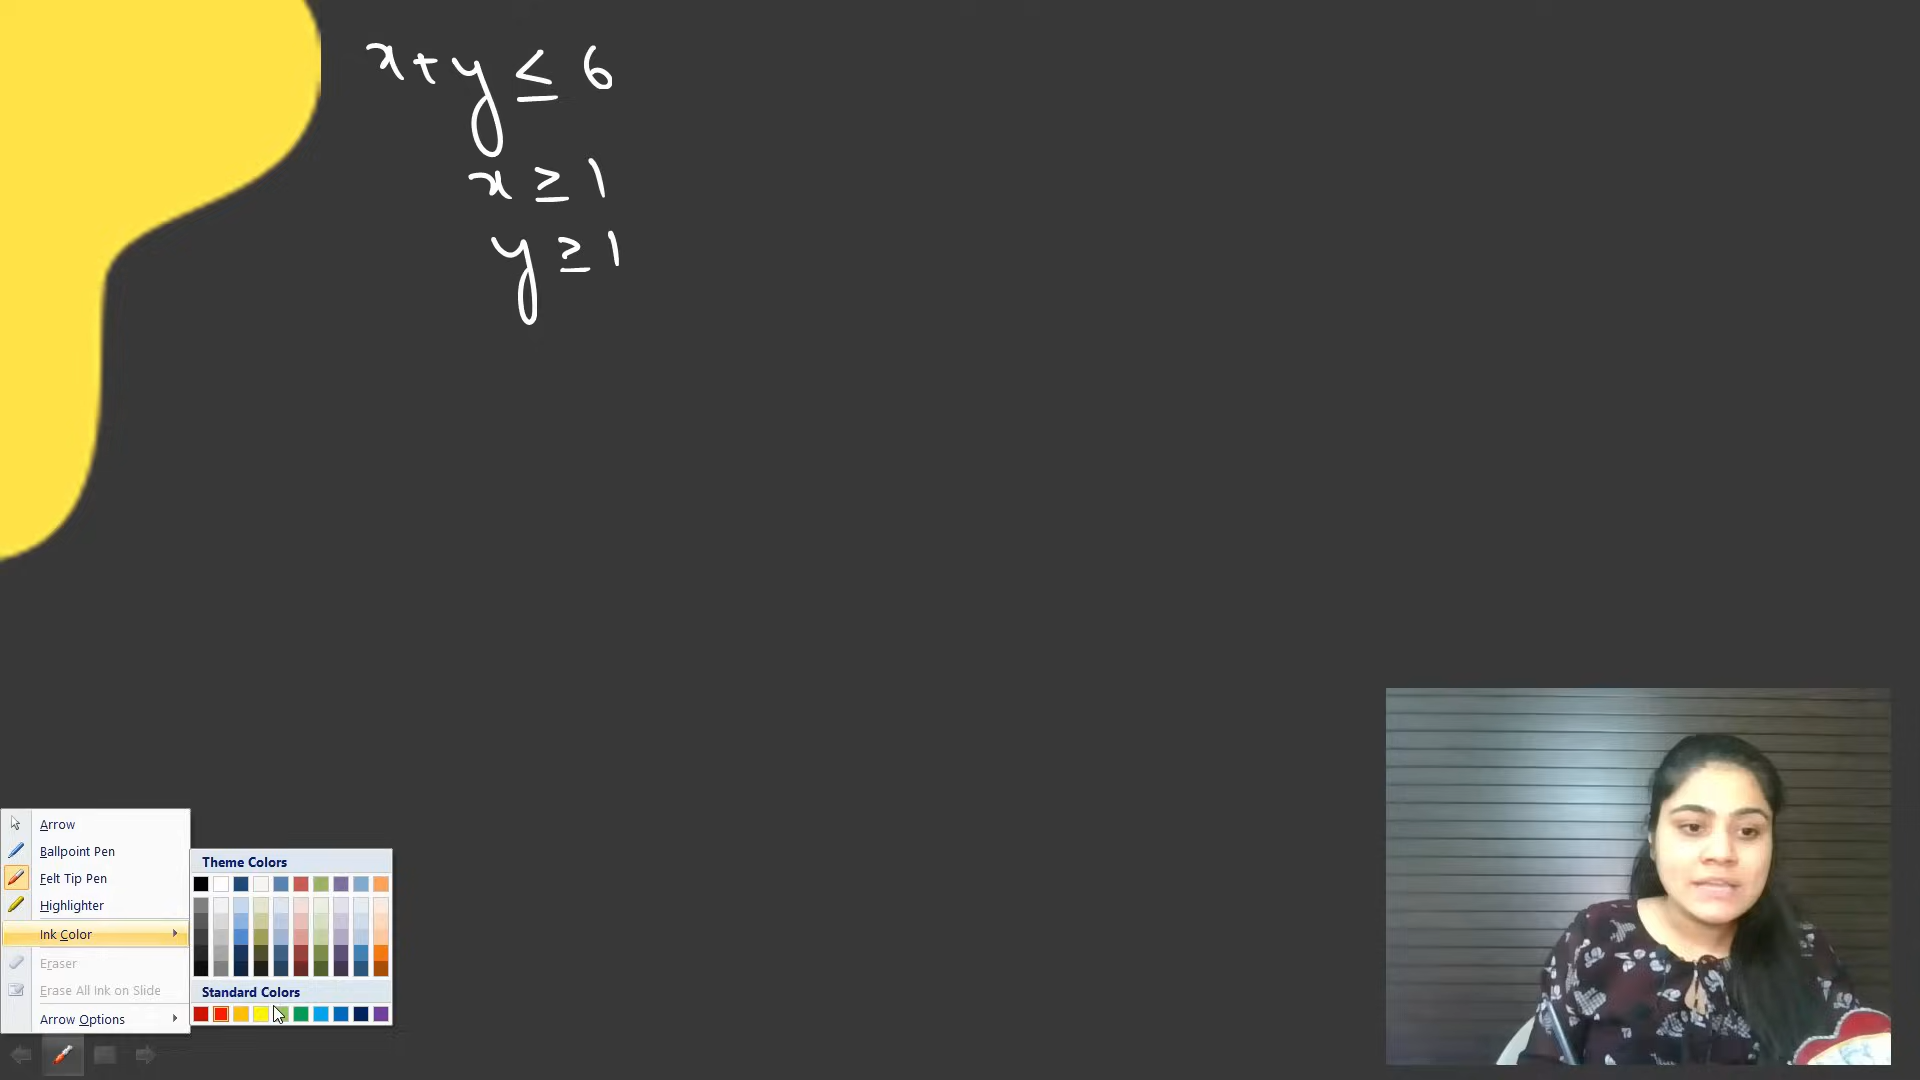 x+y ≤ 6
x ≥ 1
y ≥ 1
Arrow
Ballpoint Pen
Felt Tip Pen
Highlighter
Ink Color
Eraser
Erase All Ink on Slide
Arrow Options
Theme Colors
Standard Colors